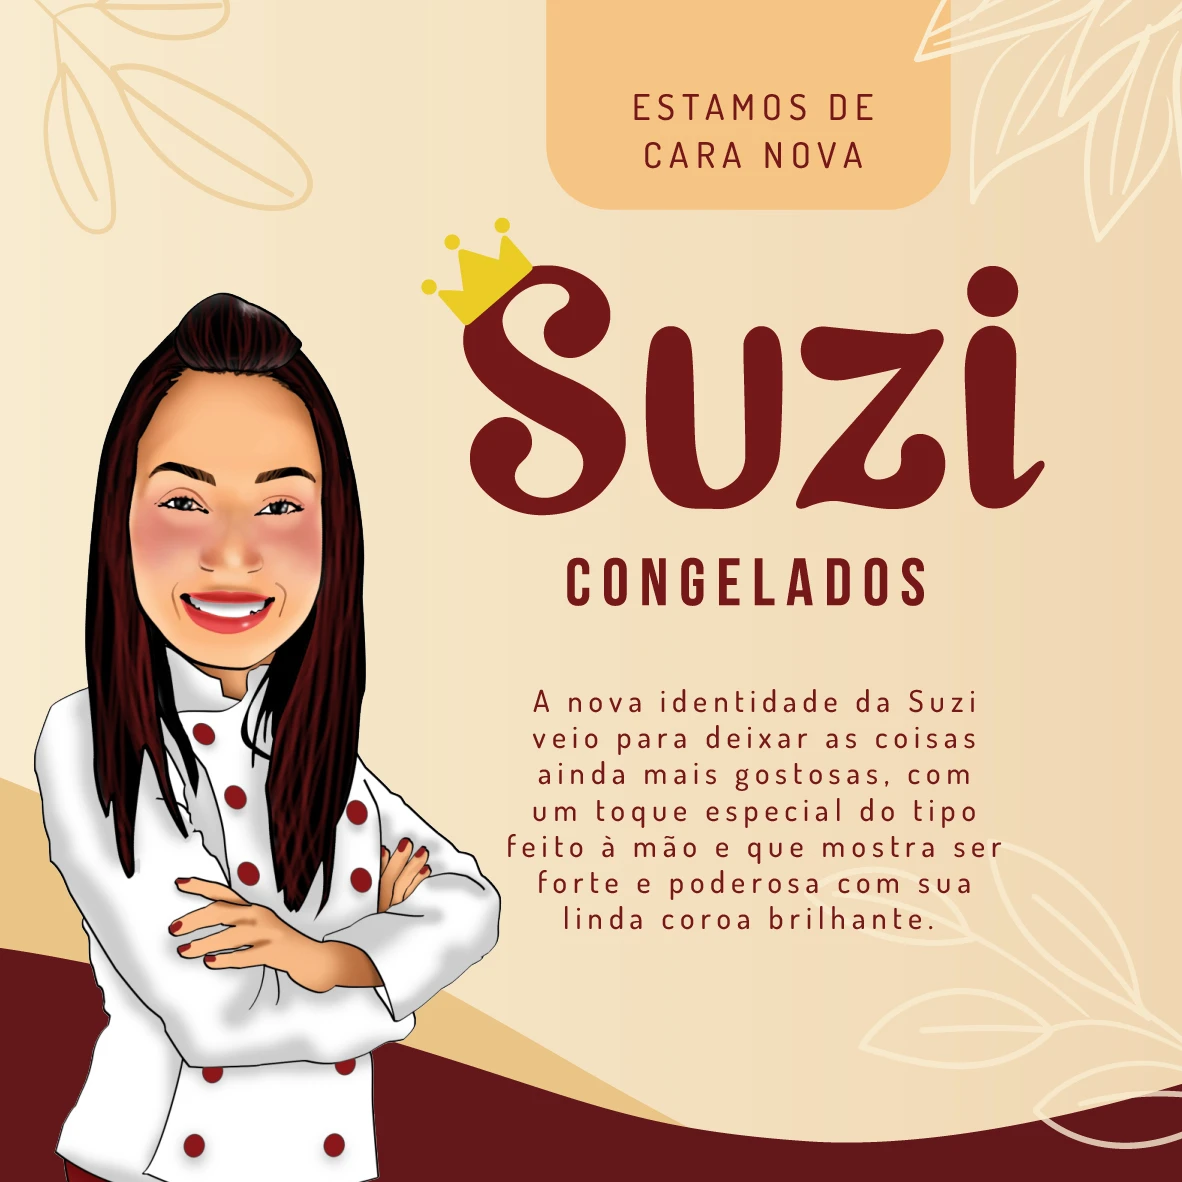 ESTAMOS DE
CARA NOVA
Suzi
CONGELADOS
A nova identidade da Suzi
veio para deixar as coisas
ainda mais gostosas, com
um toque especial do tipo
feito à mão e que mostra ser
forte e poderosa com sua
linda coroa brilhante.